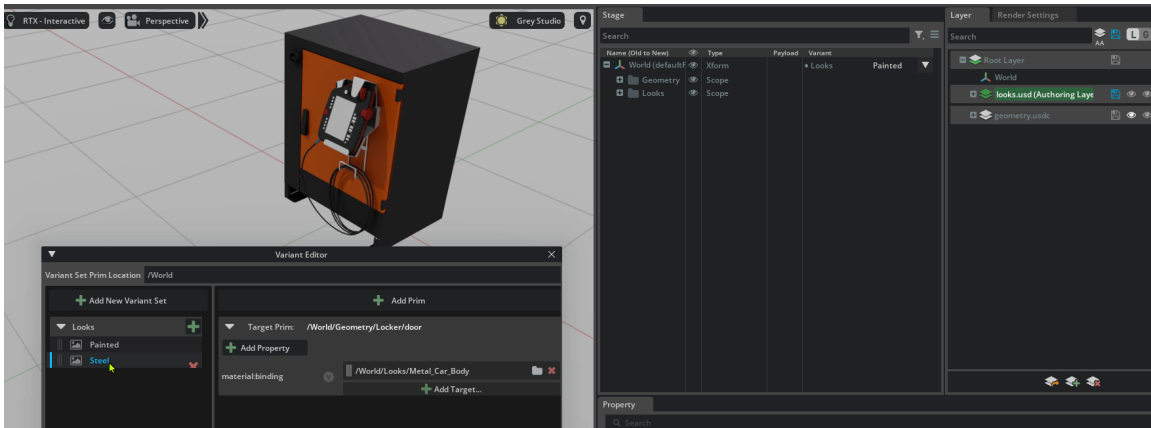 RTX - Interactive
Perspective
Grey Studio
Stage
Search
Name (Old to New) Type Payload Variant
World (defaultF Xform • Looks Painted
Geometry Scope
Looks Scope
Layer Render Settings
Search AA L G
Root Layer
World
looks.usd (Authoring Laye
geometry.usdc
Variant Editor
Variant Set Prim Location /World
Add New Variant Set
Add Prim
Looks
Painted
Steel
Target Prim: /World/Geometry/Locker/door
Add Property
material:binding V /World/Looks/Metal_Car_Body
Add Target...
Property
Search